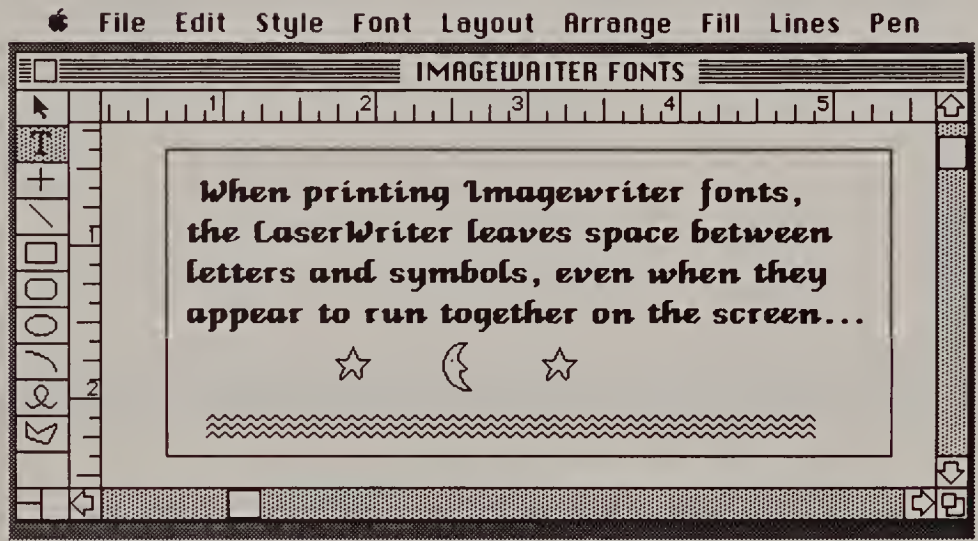 File Edit Style Font Layout Arrange Fill Lines Pen
IMAGEWRITER FONTS
1 2 3 4 5
T
1
2
When printing Imagewriter fonts,
the LaserWriter leaves space between
letters and symbols, even when they
appear to run together on the screen...